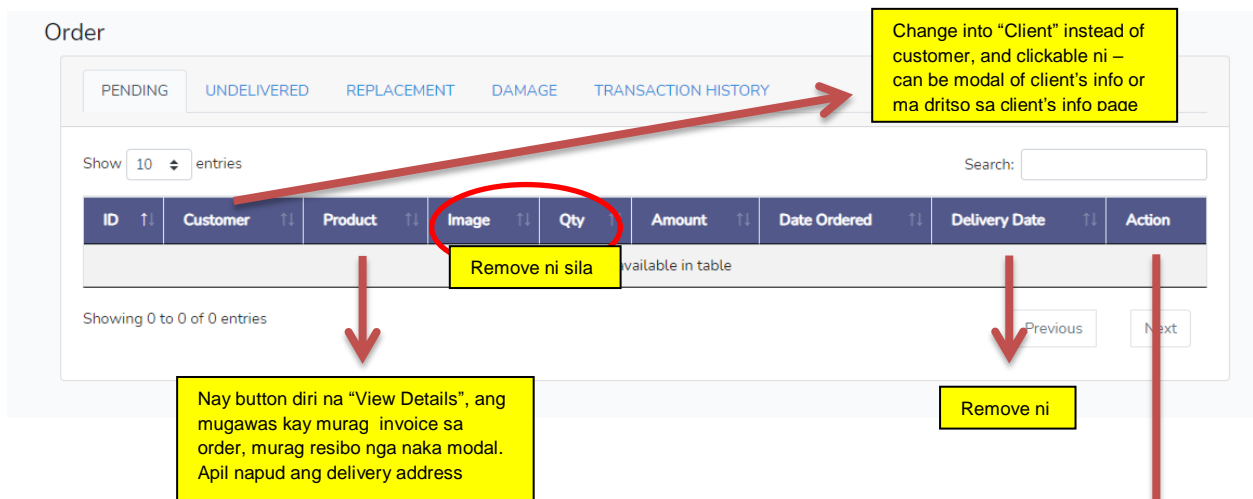 Order
Change into “Client” instead of
customer, and clickable ni –
can be modal of client’s info or
ma dritso sa client’s info page
PENDING UNDELIVERED REPLACEMENT DAMAGE TRANSACTION HISTORY
Show 10 entries Search:
ID Customer Product Image Qty Amount Date Ordered Delivery Date Action
Remove ni sila
available in table
Showing 0 to 0 of 0 entries
Previous Next
Nay button diri na “View Details”, ang
mugawas kay murag invoice sa
order, murag resibo nga naka modal.
Apil napud ang delivery address
Remove ni